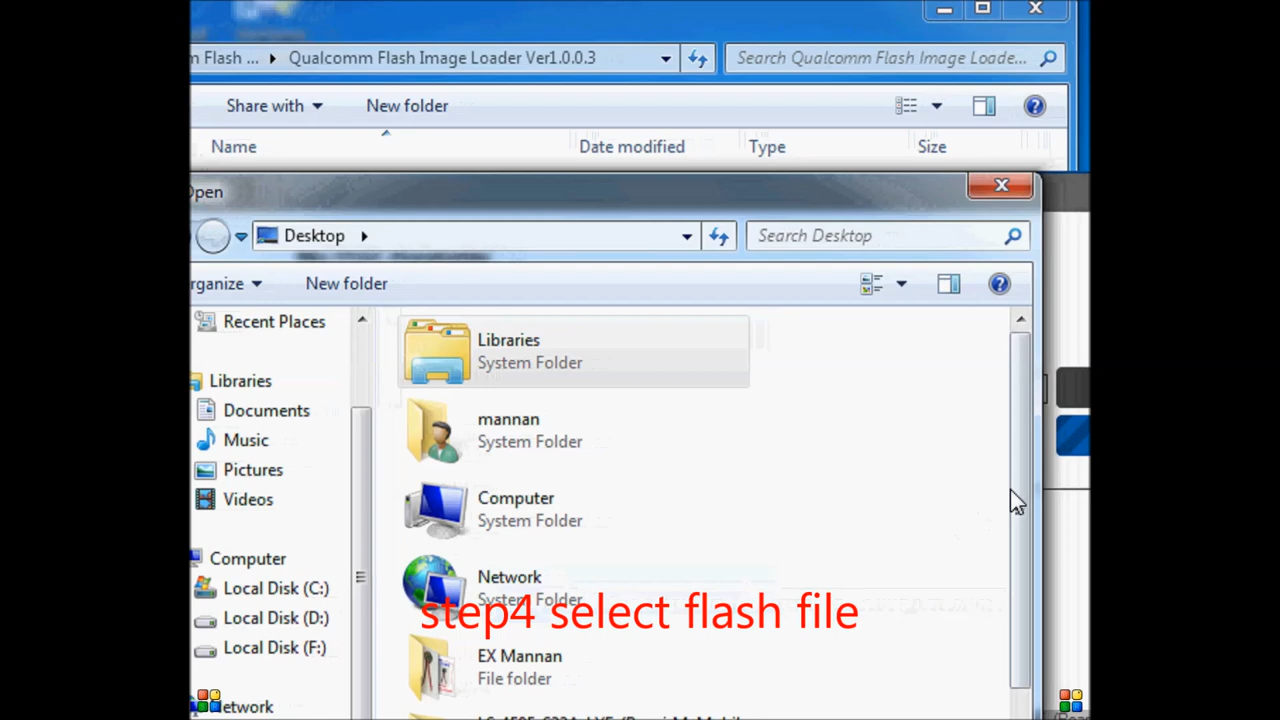 m Flash ... Qualcomm Flash Image Loader Ver1.0.0.3 Search Qualcomm Flash Image Loade...
Share with New folder
Name Date modified Type Size
Open
Desktop Search Desktop
rganize New folder
Recent Places
Libraries
Documents
Music
Pictures
Videos
Computer
Local Disk (C:)
Local Disk (D:)
Local Disk (F:)
etwork
Libraries
System Folder
mannan
System Folder
Computer
System Folder
Network
System Folder
EX Mannan
File folder
step4 select flash file